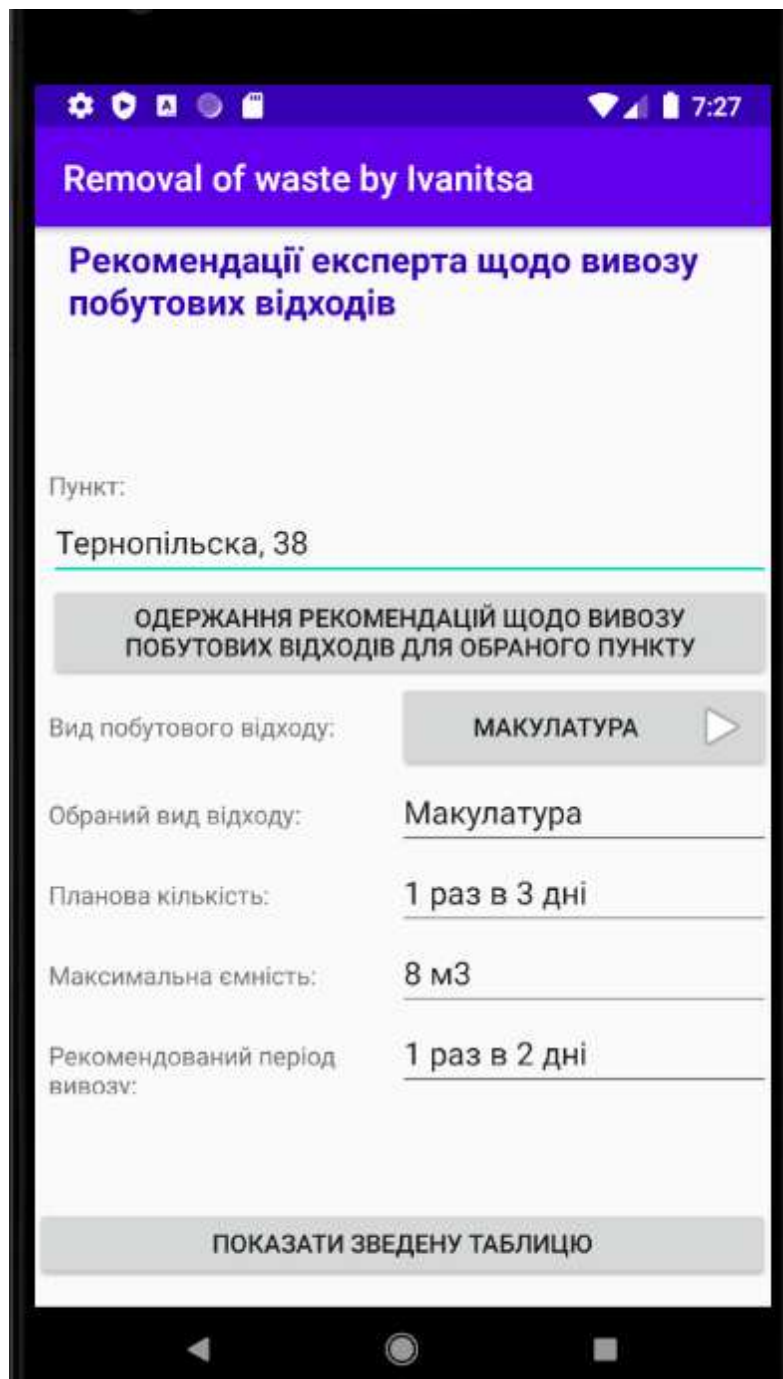 7:27
Removal of waste by Ivanitsa
Рекомендації експерта щодо вивозу
побутових відходів
Пункт:
Тернопільска, 38
ОДЕРЖАННЯ РЕКОМЕНДАЦІЙ ЩОДО ВИВОЗУ
ПОБУТОВИХ ВІДХОДІВ ДЛЯ ОБРАНОГО ПУНКТУ
Вид побутового відходу: МАКУЛАТУРА
Обраний вид відходу: Макулатура
Планова кількість: 1 раз в 3 дні
Максимальна ємність: 8 м3
Рекомендований період 1 раз в 2 дні
вивозу:
ПОКАЗАТИ ЗВЕДЕНУ ТАБЛИЦЮ